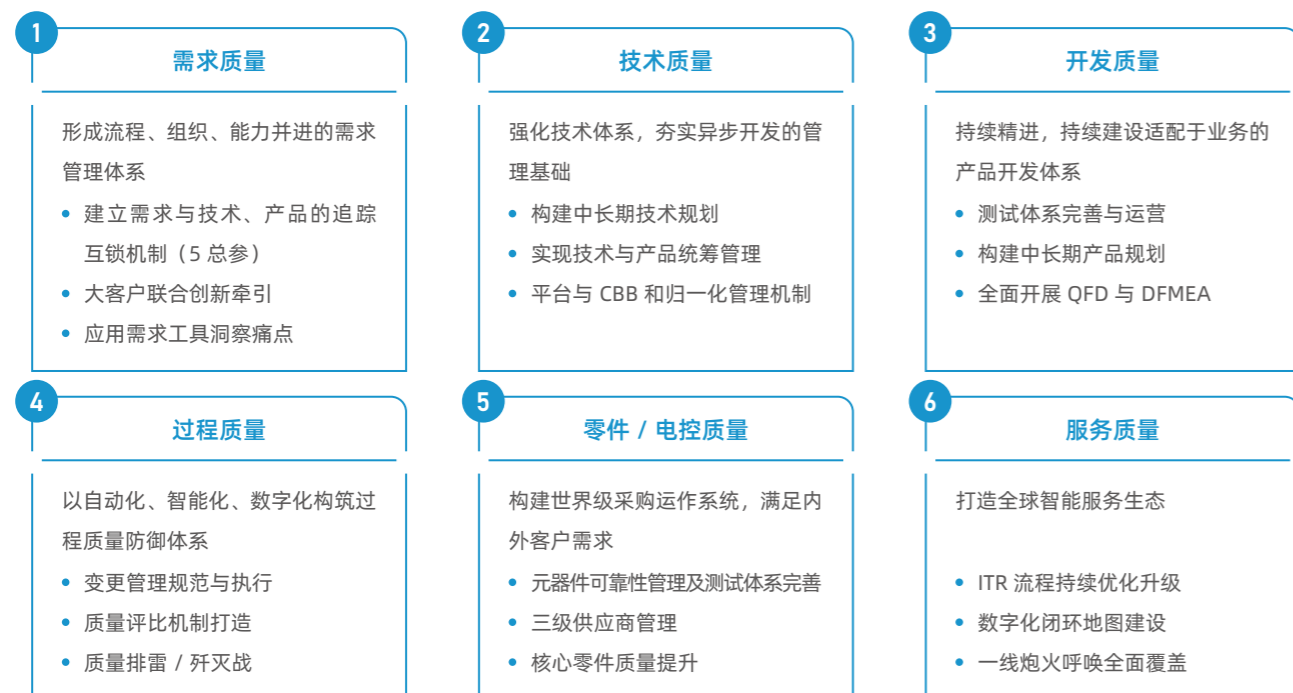 1
需求质量
形成流程、组织、能力并进的需求
管理体系
• 建立需求与技术、产品的追踪
互锁机制（5 总参）
• 大客户联合创新牵引
• 应用需求工具洞察痛点
2
技术质量
强化技术体系，夯实异步开发的管
理基础
• 构建中长期技术规划
• 实现技术与产品统筹管理
• 平台与 CBB 和归一化管理机制
3
开发质量
持续精进，持续建设适配于业务的
产品开发体系
• 测试体系完善与运营
• 构建中长期产品规划
• 全面开展 QFD 与 DFMEA
4
过程质量
以自动化、智能化、数字化构筑过
程质量防御体系
• 变更管理规范与执行
• 质量评比机制打造
• 质量排雷 / 歼灭战
5
零件 / 电控质量
构建世界级采购运作系统，满足内
外客户需求
• 元器件可靠性管理及测试体系完善
• 三级供应商管理
• 核心零件质量提升
6
服务质量
打造全球智能服务生态
• ITR 流程持续优化升级
• 数字化闭环地图建设
• 一线炮火呼唤全面覆盖